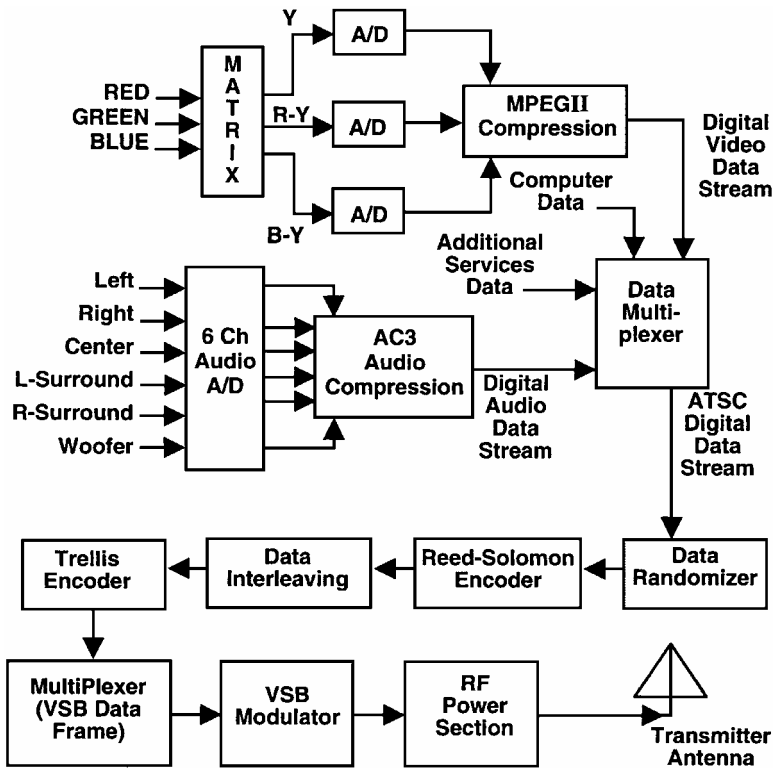 Y
A/D
MATRIX
RED
GREEN
BLUE
R-Y
A/D
B-Y
A/D
MPEGII
Compression
Digital
Video
Data
Stream
Computer
Data
Additional
Services
Data
Data
Multi-
plexer
Left
Right
Center
L-Surround
R-Surround
Woofer
6 Ch
Audio
A/D
AC3
Audio
Compression
Digital
Audio
Data
Stream
ATSC
Digital
Data
Stream
Trellis
Encoder
Data
Interleaving
Reed-Solomon
Encoder
Data
Randomizer
MultiPlexer
(VSB Data
Frame)
VSB
Modulator
RF
Power
Section
Transmitter
Antenna